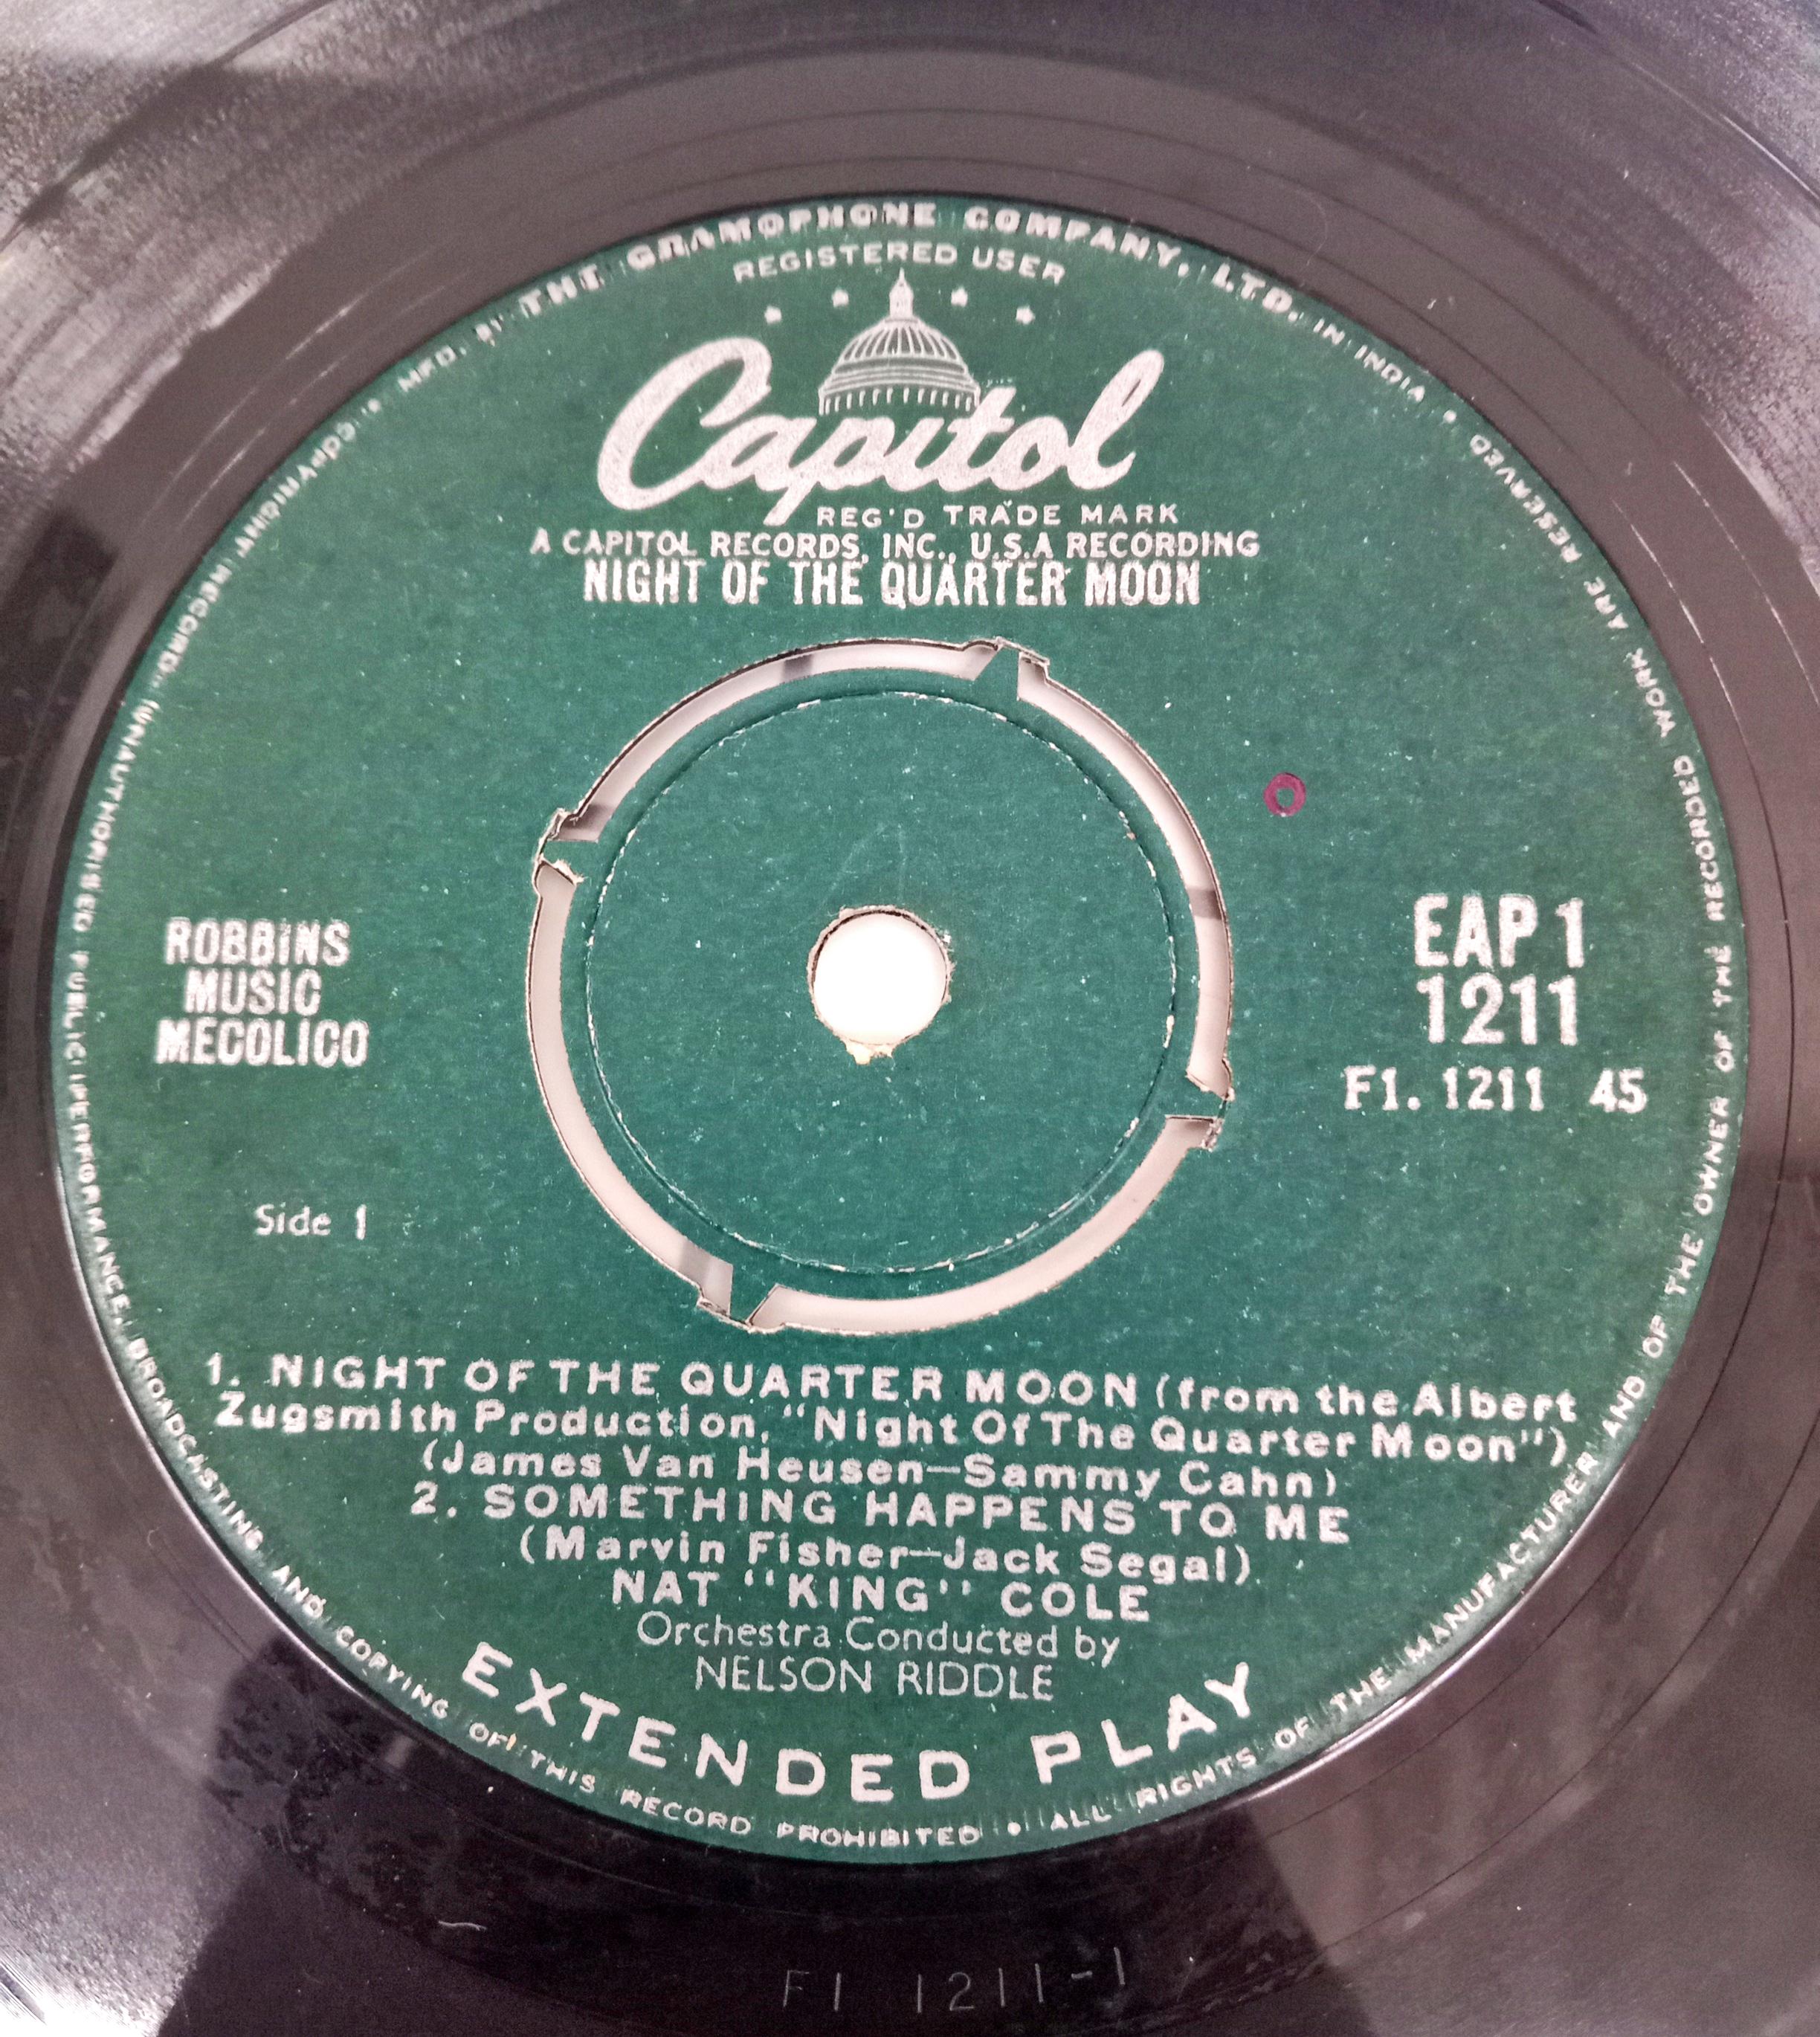 MFD. BY THE GRAMOPHONE COMPANY, LTD. IN INDIA • COPYRIGHT RECORD. UNAUTHORISED PUBLIC PERFORMANCE, BROADCASTING AND COPYING OF THIS RECORD PROHIBITED • ALL RIGHTS OF THE MANUFACTURER AND OF THE OWNER OF THE RECORDED WORK ARE RESERVED •
REGISTERED USER
Capitol
REG'D TRADE MARK
A CAPITOL RECORDS, INC., U.S.A RECORDING
NIGHT OF THE QUARTER MOON
ROBBINS
MUSIC
MECOLICO
EAP 1
1211
F1. 1211 45
Side 1
1. NIGHT OF THE QUARTER MOON (from the Albert
Zugsmith Production, "Night Of The Quarter Moon")
(James Van Heusen—Sammy Cahn)
2. SOMETHING HAPPENS TO ME
(Marvin Fisher—Jack Segal)
NAT "KING" COLE
Orchestra Conducted by
NELSON RIDDLE
EXTENDED PLAY
F1 1211-1